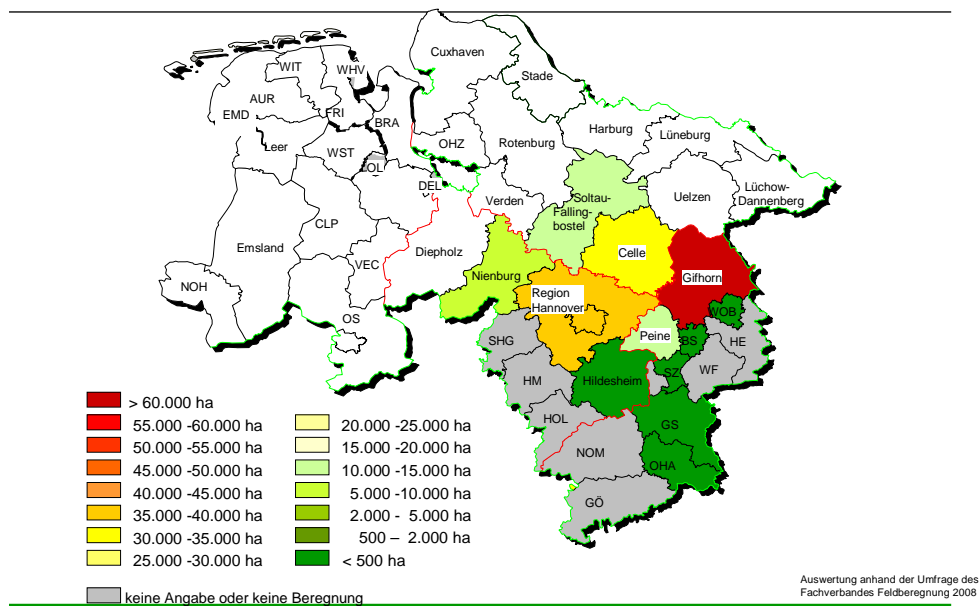 Cuxhaven
WIT
WHV
Stade
AUR
EMD
FRI
BRA
Harburg
Lüneburg
Leer
WST
OHZ
Rotenburg
OL
DEL
Verden
Soltau-
Falling-
bostel
Uelzen
Lüchow-
Dannenberg
CLP
Emsland
Diepholz
Celle
VEC
Nienburg
Gifhorn
NOH
Region
Hannover
WOB
OS
Peine
BS
HE
SHG
HM
Hildesheim
SZ
WF
HOL
GS
NOM
OHA
GÖ
> 60.000 ha
55.000 -60.000 ha
50.000 -55.000 ha
45.000 -50.000 ha
40.000 -45.000 ha
35.000 -40.000 ha
30.000 -35.000 ha
25.000 -30.000 ha
20.000 -25.000 ha
15.000 -20.000 ha
10.000 -15.000 ha
5.000 -10.000 ha
2.000 - 5.000 ha
500 – 2.000 ha
< 500 ha
keine Angabe oder keine Beregnung
Auswertung anhand der Umfrage des
Fachverbandes Feldberegnung 2008